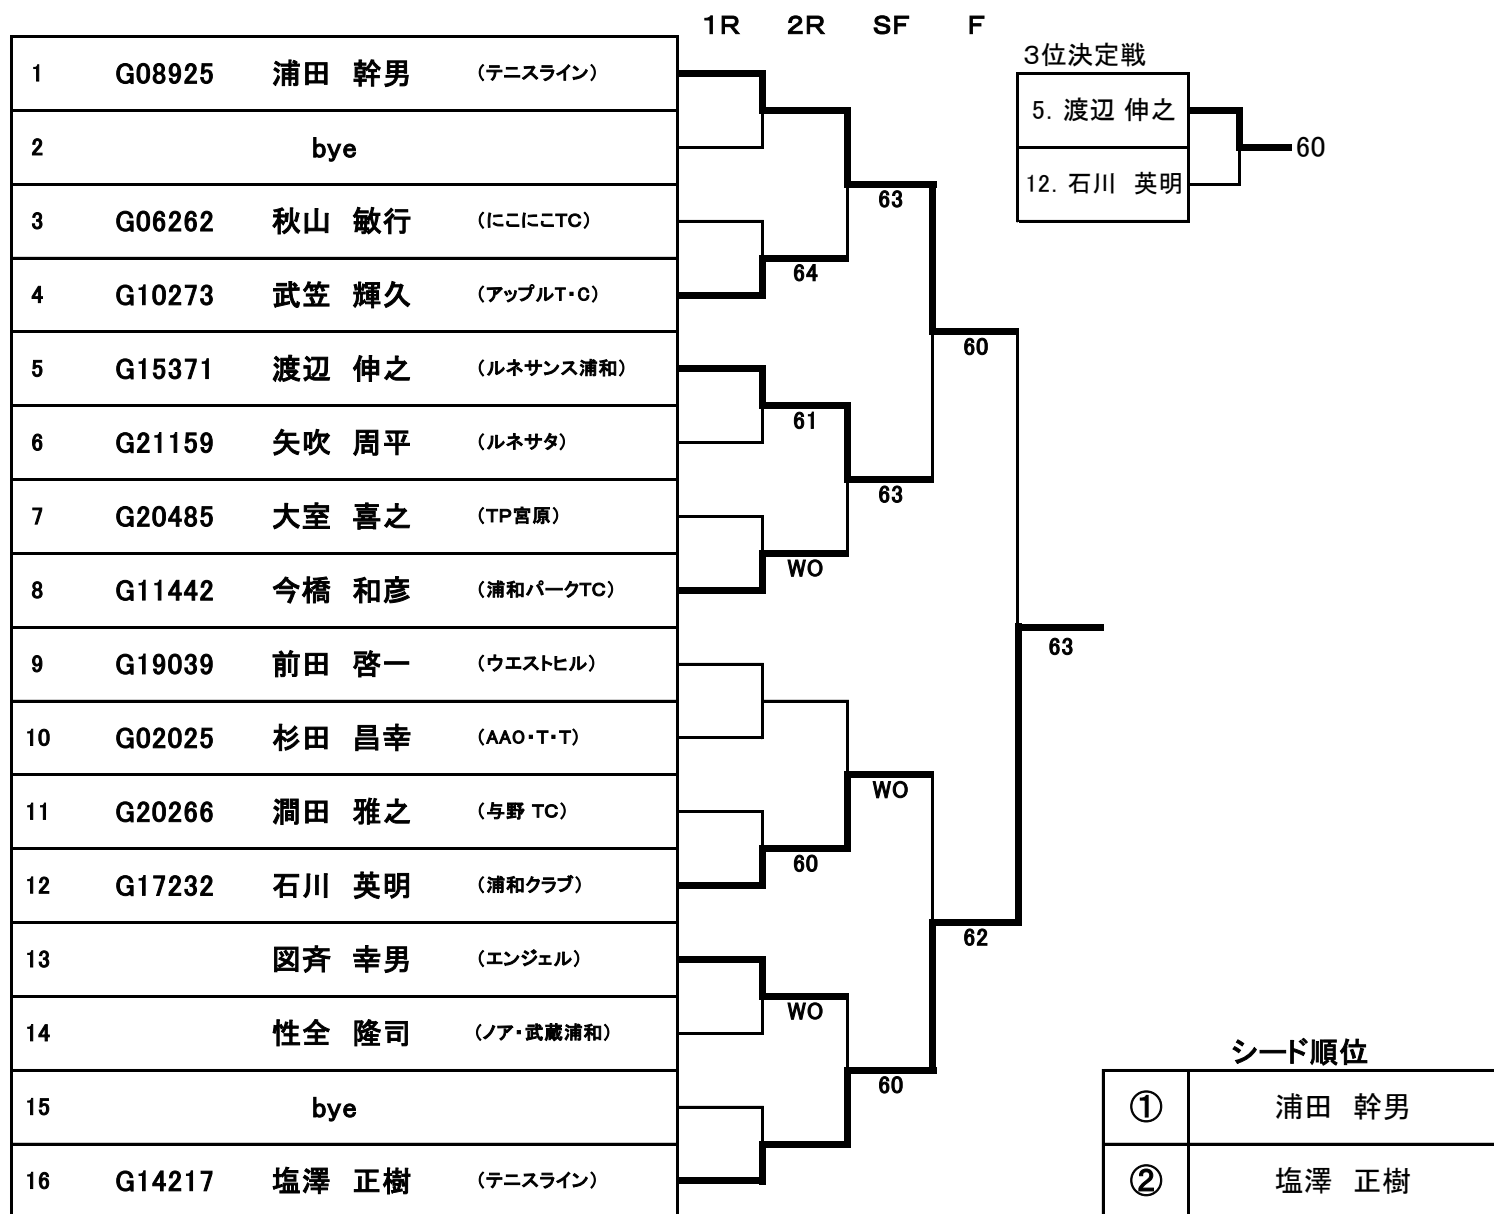 1R 2R SF F
3位決定戦
1 G08925 浦田 幹男 (テニスライン)
5. 渡辺 伸之
60
2 bye
12. 石川 英明
63
3 G06262 秋山 敏行 (にこにこTC)
64
4 G10273 武笠 輝久 (アップルT・C)
60
5 G15371 渡辺 伸之 (ルネサンス浦和)
61
6 G21159 矢吹 周平 (ルネサタ)
63
7 G20485 大室 喜之 (TP宮原)
WO
8 G11442 今橋 和彦 (浦和パークTC)
63
9 G19039 前田 啓一 (ウエストヒル)
10 G02025 杉田 昌幸 (AAO・T・T)
WO
11 G20266 澗田 雅之 (与野 TC)
60
12 G17232 石川 英明 (浦和クラブ)
62
13 図斉 幸男 (エンジェル)
WO
14 性全 隆司 (ノア・武蔵浦和)
シード順位
60
15 bye
① 浦田 幹男
16 G14217 塩澤 正樹 (テニスライン)
② 塩澤 正樹